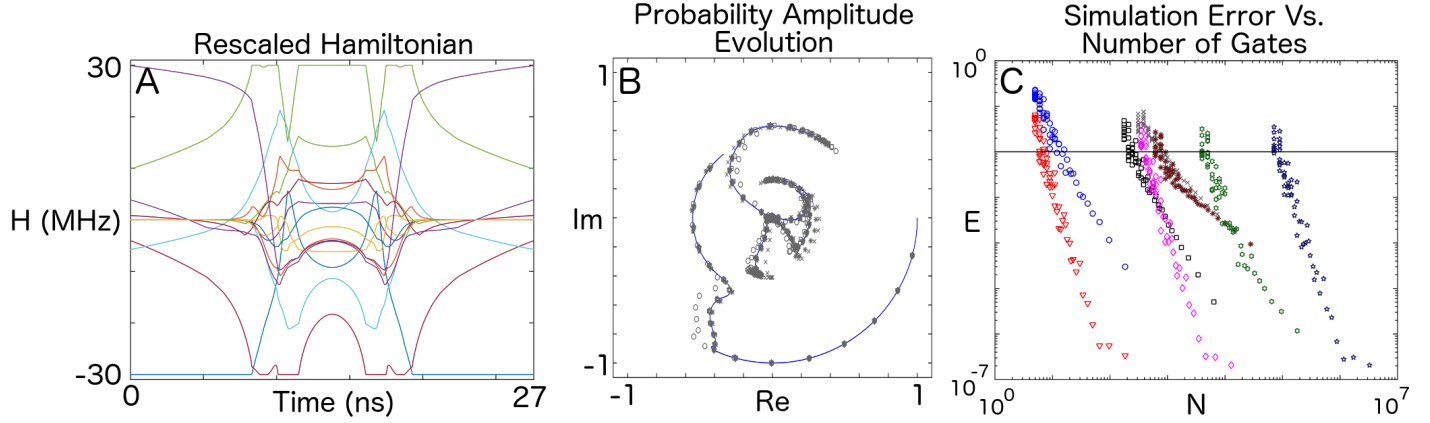 Rescaled Hamiltonian
A
30
H (MHz)
-30
0
Time (ns)
27
Probability Amplitude
Evolution
B
1
Im
-1
-1
Re
1
Simulation Error Vs.
Number of Gates
C
10^0
E
10^-7
10^0
N
10^7